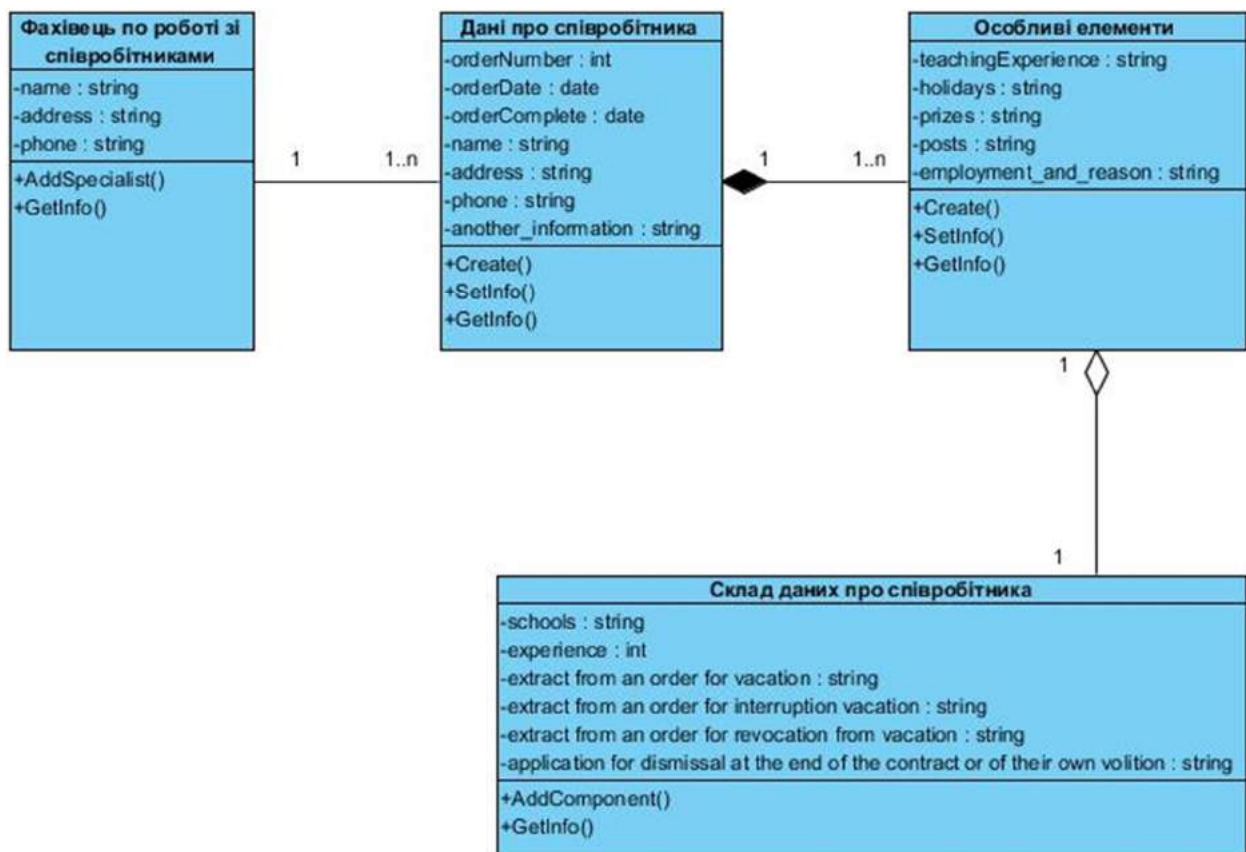 Фахівець по роботі зі
співробітниками
-name : string
-address : string
-phone : string
+AddSpecialist()
+GetInfo()
1
1..n
Дані про співробітника
-orderNumber : int
-orderDate : date
-orderComplete : date
-name : string
-address : string
-phone : string
-another_information : string
+Create()
+SetInfo()
+GetInfo()
1
1..n
Особливі елементи
-teachingExperience : string
-holidays : string
-prizes : string
-posts : string
-employment_and_reason : string
+Create()
+SetInfo()
+GetInfo()
1
1
Склад даних про співробітника
-schools : string
-experience : int
-extract from an order for vacation : string
-extract from an order for interruption vacation : string
-extract from an order for revocation from vacation : string
-application for dismissal at the end of the contract or of their own volition : string
+AddComponent()
+GetInfo()